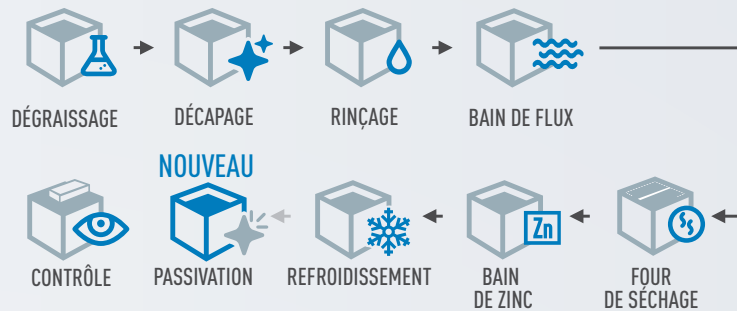 DÉGRAISSAGE
DÉCAPAGE
RINÇAGE
BAIN DE FLUX
NOUVEAU
CONTRÔLE
PASSIVATION
REFROIDISSEMENT
Zn
BAIN
DE ZINC
FOUR
DE SÉCHAGE